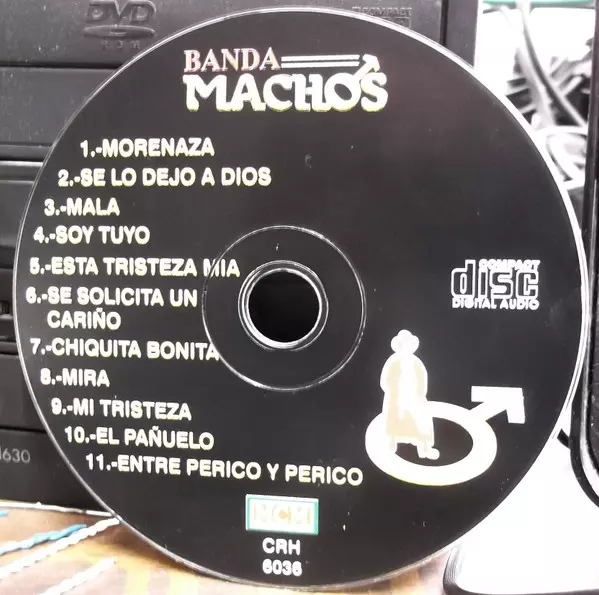 DVD
ROM
COMPACT
BANDA
MACHOS
1.-MORENAZA
2.-SE LO DEJO A DIOS
3.-MALA
4.-SOY TUYO
5.-ESTA TRISTEZA MIA
6.-SE SOLICITA UN
CARIÑO
7.-CHIQUITA BONITA
8.-MIRA
9.-MI TRISTEZA
10.-EL PAÑUELO
11.-ENTRE PERICO Y PERICO
COMPACT
disc
DIGITAL AUDIO
630
CRH
6036